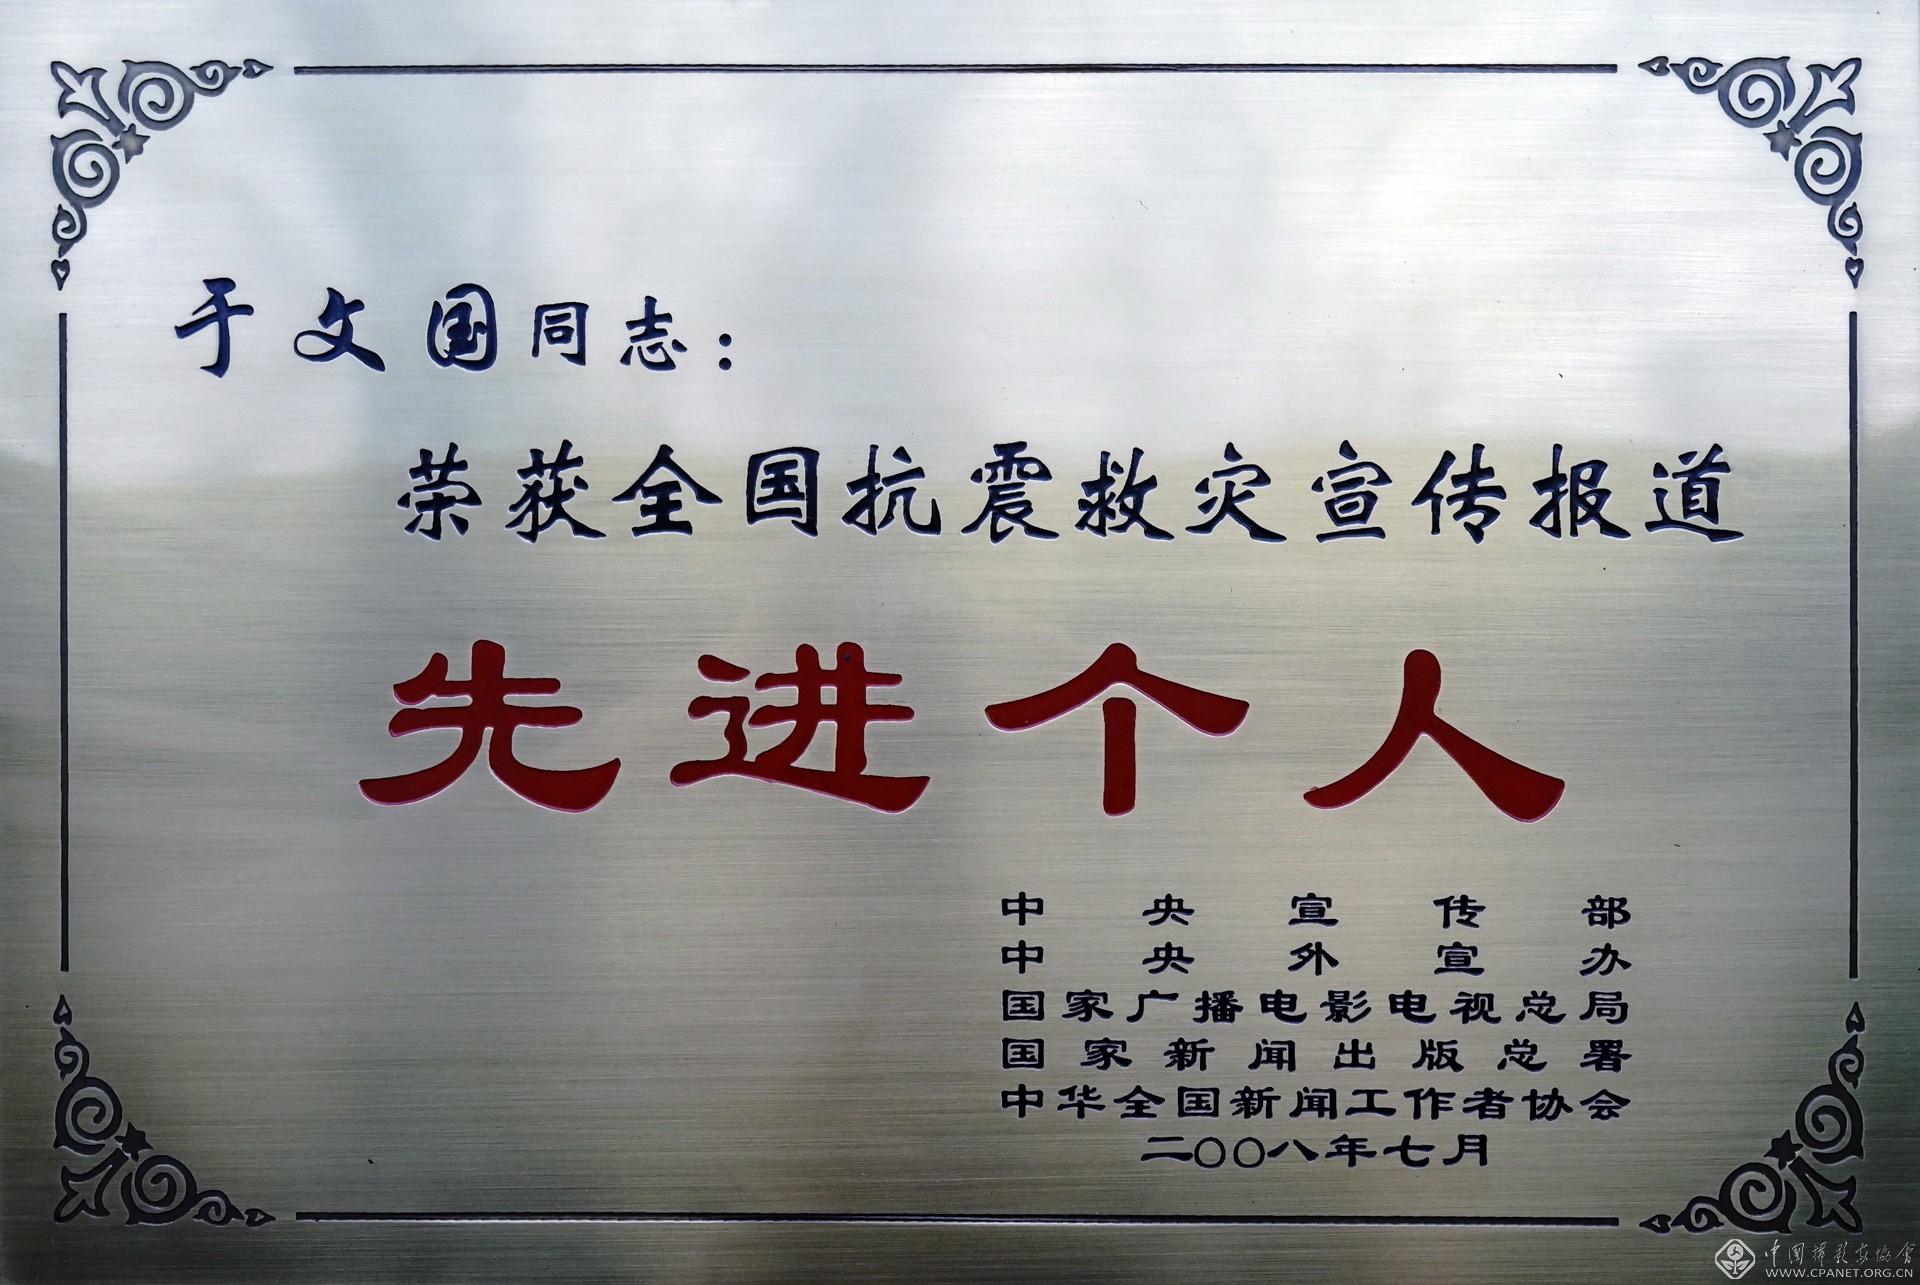 于文国同志：
荣获全国抗震救灾宣传报道
先进个人
中央宣传部
中央外宣办
国家广播电影电视总局
国家新闻出版总署
中华全国新闻工作者协会
二〇〇八年七月
中国摄影家协会
WWW.CPANET.ORG.CN